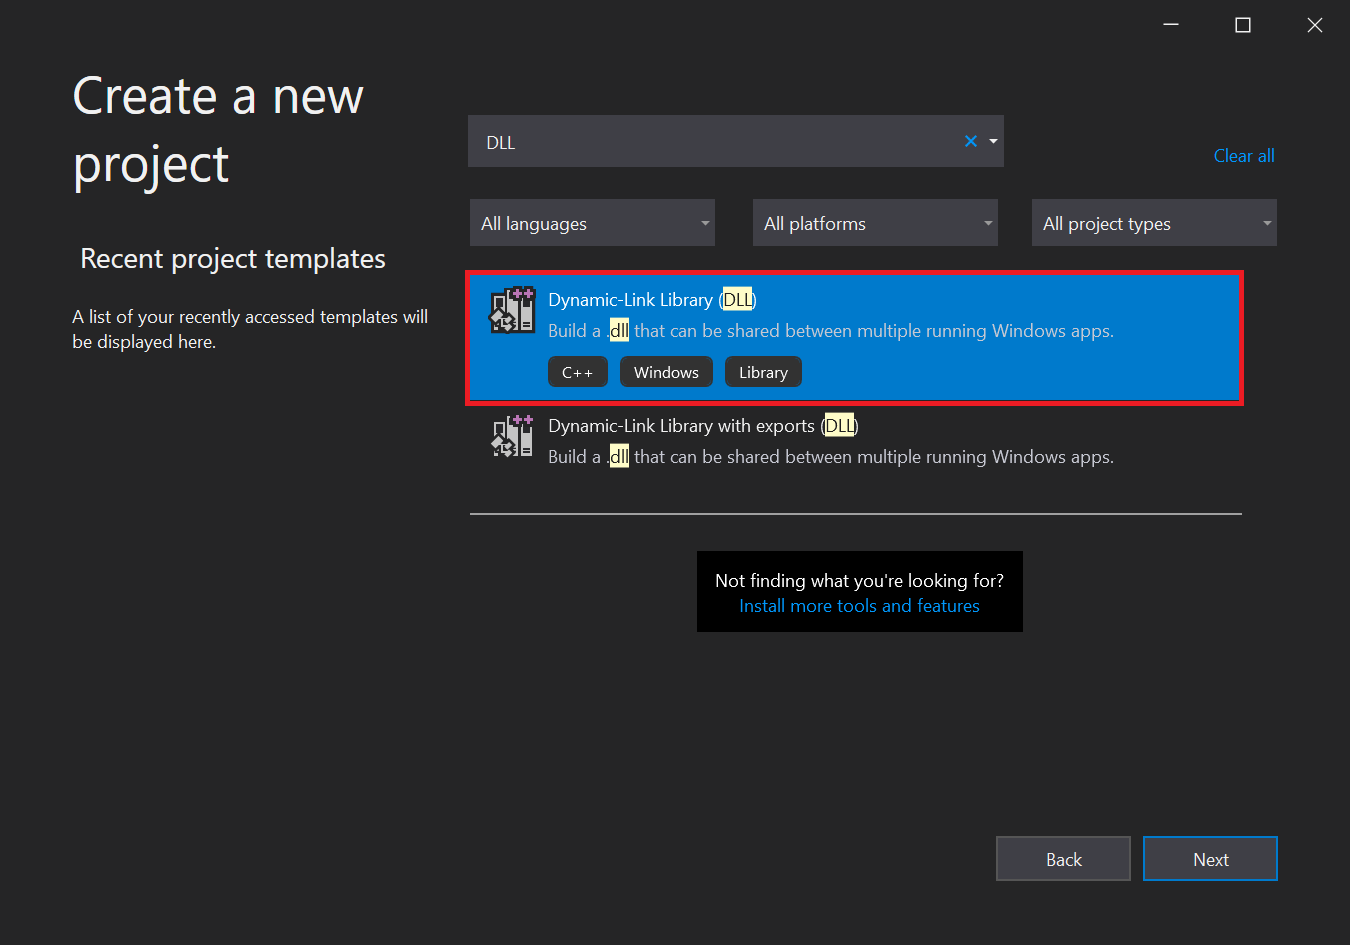 Create a new
project
DLL
Clear all
All languages
All platforms
All project types
Recent project templates
A list of your recently accessed templates will
be displayed here.
Dynamic-Link Library (DLL)
Build a .dll that can be shared between multiple running Windows apps.
C++
Windows
Library
Dynamic-Link Library with exports (DLL)
Build a .dll that can be shared between multiple running Windows apps.
Not finding what you're looking for?
Install more tools and features
Back
Next